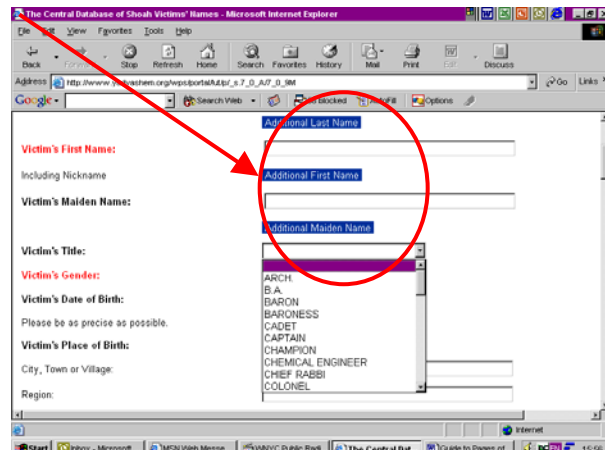 The Central Database of Shoah Victims' Names - Microsoft Internet Explorer
File Edit View Favorites Tools Help
Back Forward Stop Refresh Home Search Favorites History Mail Print Edit Discuss
Address http://www.yadvashem.org/wps/portal/!ut/p/_s.7_0_A/7_0_9M Go Links
Google Search Web blocked AutoFill Options
Additional Last Name
Victim's First Name:
Including Nickname Additional First Name
Victim's Maiden Name:
Additional Maiden Name
Victim's Title:
Victim's Gender:
ARCH.
B.A.
Victim's Date of Birth:
BARON
BARONESS
Please be as precise as possible.
CADET
CAPTAIN
Victim's Place of Birth:
CHAMPION
CHEMICAL ENGINEER
City, Town or Village:
CHIEF RABBI
COLONEL
Region:
Internet
Start Inbox - Microsoft MSN Web Messe WNYC Public Radi The Central Dat Guide to Pages of 15:56